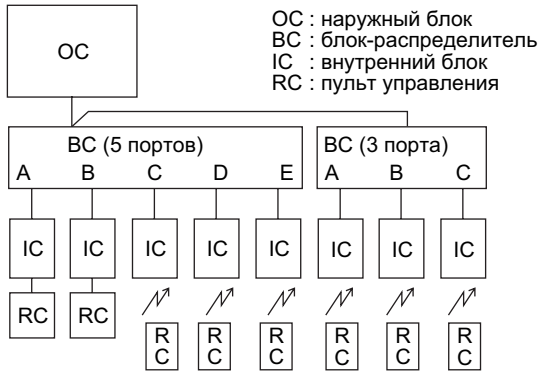 OC
OC : наружный блок
BC : блок-распределитель
IC : внутренний блок
RC : пульт управления
BC (5 портов)
A B C D E
BC (3 порта)
A B C
IC IC IC IC IC IC IC IC
RC RC
R R R R R R
C C C C C C